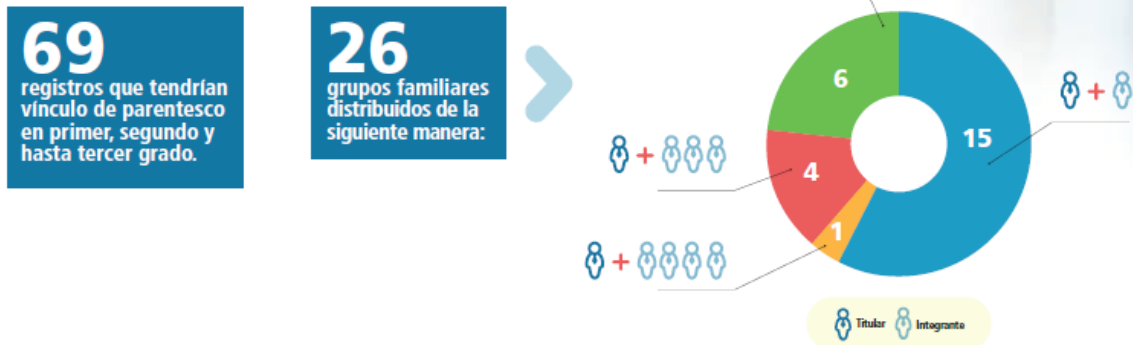 69
registros que tendrían
vínculo de parentesco
en primer, segundo y
hasta tercer grado.
26
grupos familiares
distribuidos de la
siguiente manera:
6
15
+
+
4
1
+
Titular
Integrante